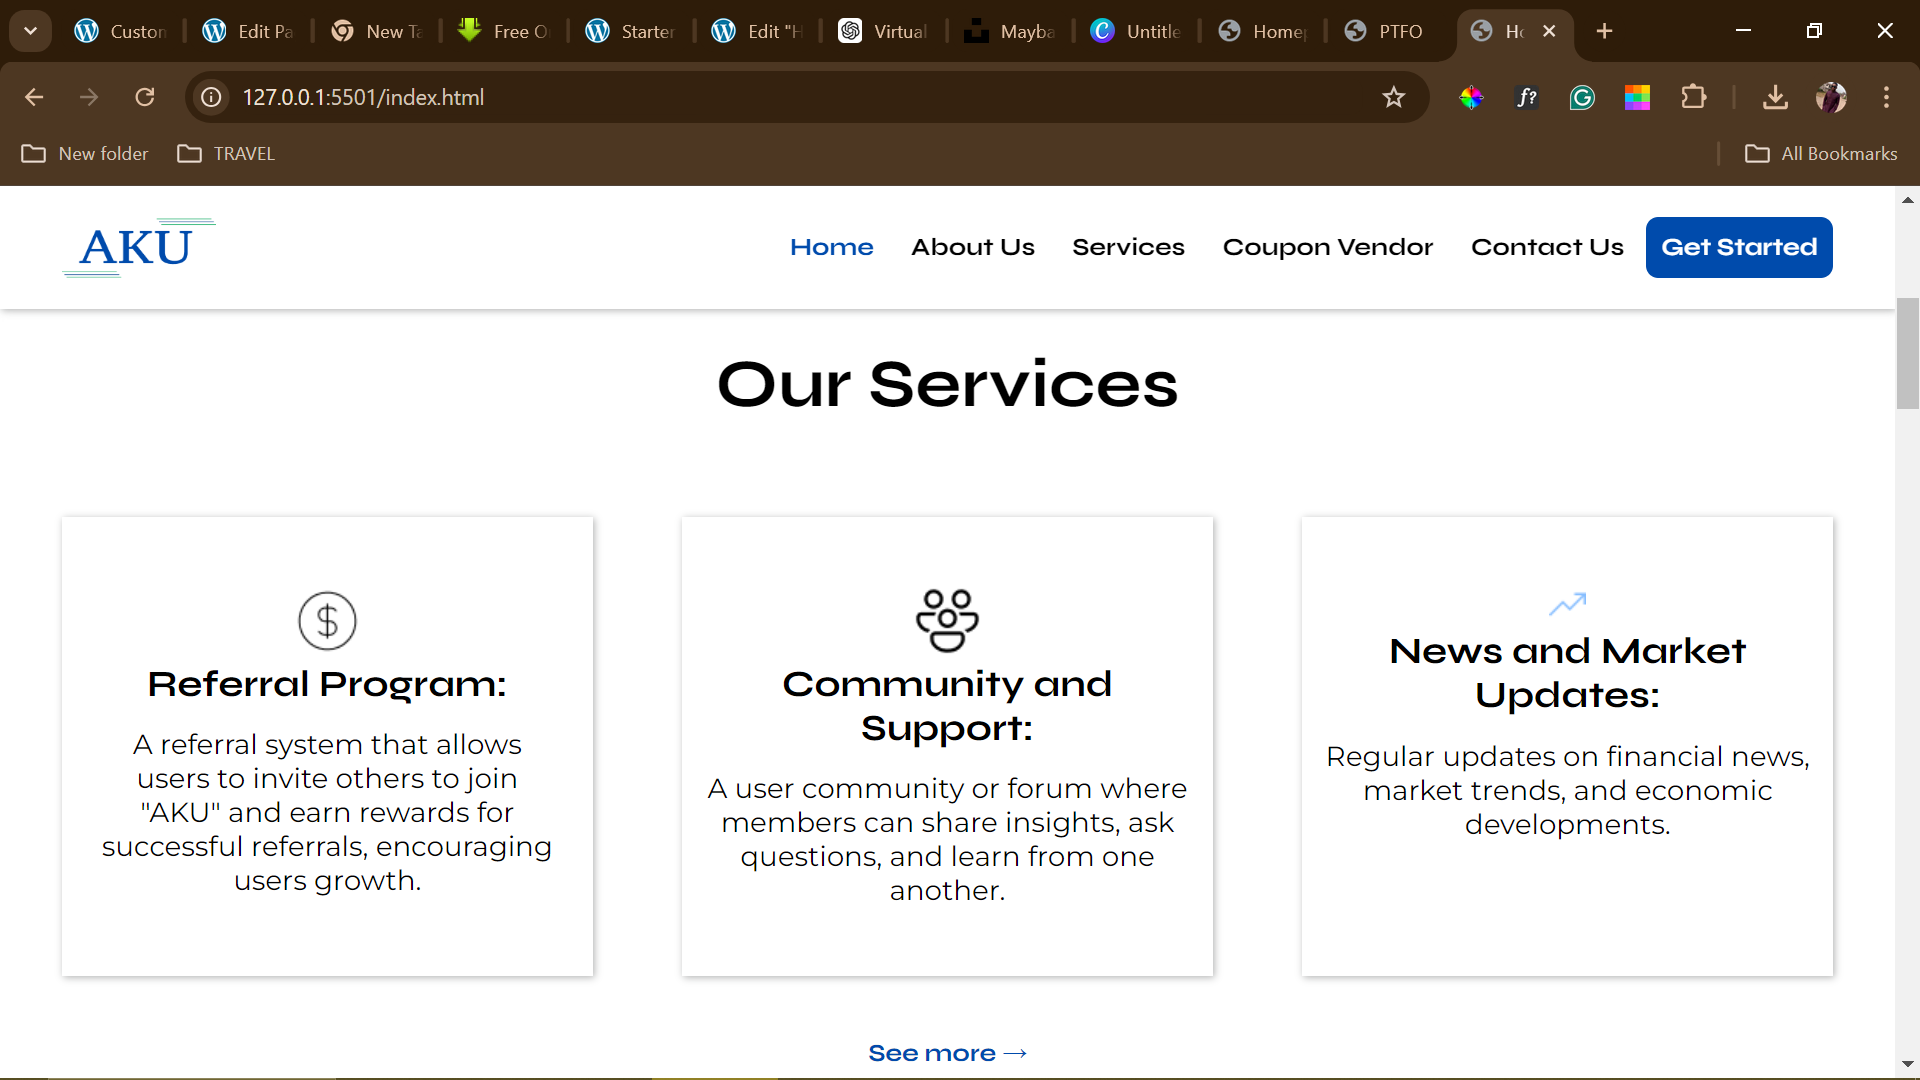 Custon
Edit Pa
New Ta
Free O
Starter
Edit "H
Virtual
Mayba
Untitle
Home
PTFO
Ho
127.0.0.1:5501/index.html
f?
New folder
TRAVEL
All Bookmarks
AKU
Home
About Us
Services
Coupon Vendor
Contact Us
Get Started
Our Services
Referral Program:
A referral system that allows
users to invite others to join
"AKU" and earn rewards for
successful referrals, encouraging
users growth.
Community and
Support:
A user community or forum where
members can share insights, ask
questions, and learn from one
another.
News and Market
Updates:
Regular updates on financial news,
market trends, and economic
developments.
See more →